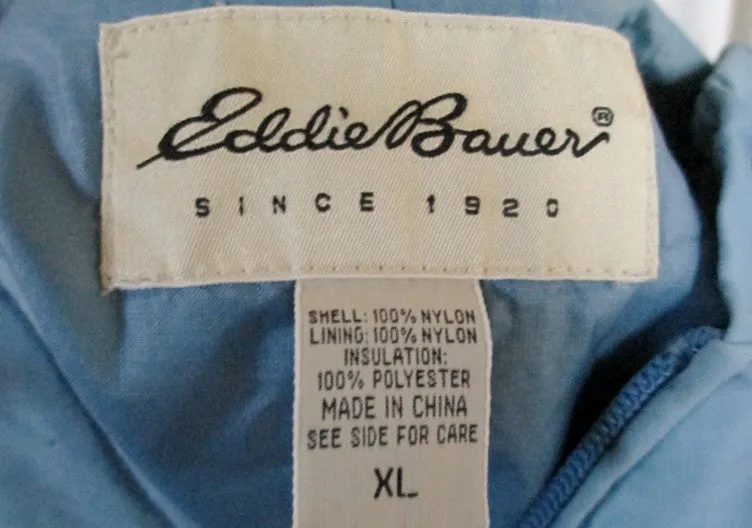 Eddie Bauer®
SINCE 1920
SHELL: 100% NYLON
LINING: 100% NYLON
INSULATION:
100% POLYESTER
MADE IN CHINA
SEE SIDE FOR CARE
XL